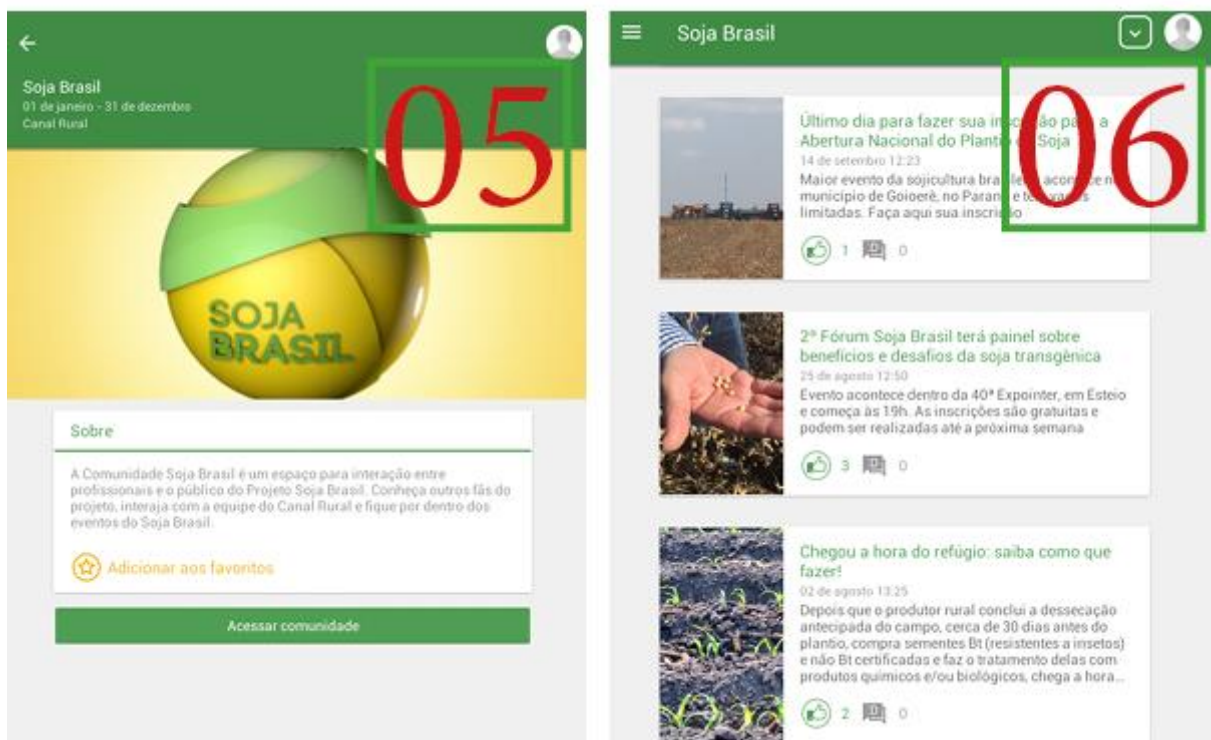 Soja Brasil
01 de janeiro - 31 de dezembro
Canal Rural
05
SOJA
BRASIL
Sobre
A Comunidade Soja Brasil é um espaço para interação entre
profissionais e o público do Projeto Soja Brasil. Conheça outros fãs do
projeto, interaja com a equipe do Canal Rural e fique por dentro dos
eventos do Soja Brasil.
Adicionar aos favoritos
Acessar comunidade
Soja Brasil
06
Último dia para fazer sua inscrição para a
Abertura Nacional do Plantio Soja
14 de setembro 12:23
Maior evento da sojicultura acontece
município de Goioerê, no Paraná e
limitadas. Faça aqui sua inscrição
1 0
2º Fórum Soja Brasil terá painel sobre
benefícios e desafios da soja transgênica
25 de agosto 12:50
Evento acontece dentro da 40ª Expointer, em Esteio
e começa às 19h. As inscrições são gratuitas e
podem ser realizadas até a próxima semana
3 0
Chegou a hora do refúgio: saiba como que
fazer!
02 de agosto 13:25
Depois que o produtor rural conclui a dessecação
antecipada do campo, cerca de 30 dias antes do
plantio, compra sementes Bt (resistentes a insetos)
e não Bt certificadas e faz o tratamento delas com
produtos químicos e/ou biológicos, chega a hora...
2 0